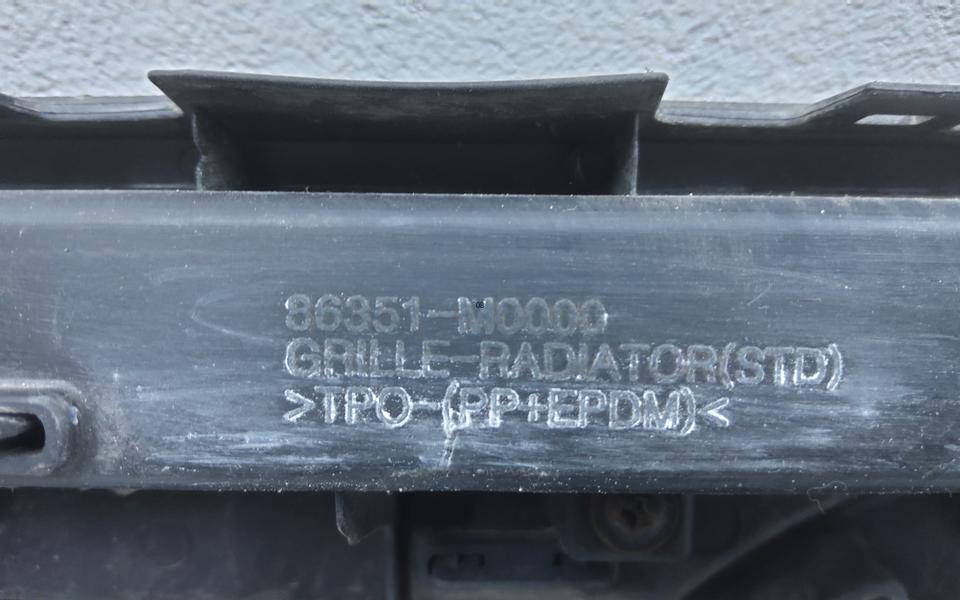 86351-M0000
GRILLE-RADIATOR(STD)
>TPO-(PP+EPDM)<